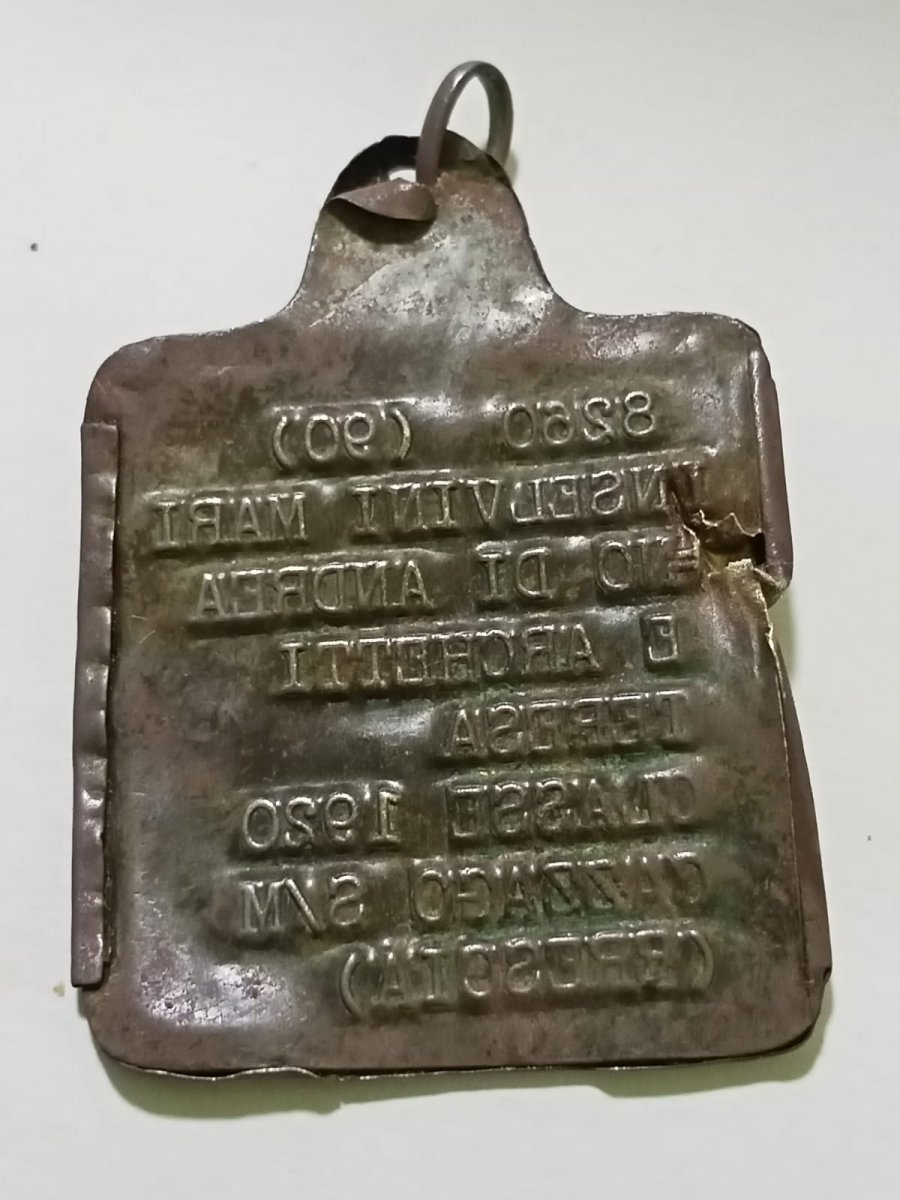 8260 (90)
INSELVINI MARI
=NO DI ANDREA
E ARCHETTI
TERESA
CLASSE 1920
CAZZAGO S/M
(BRESCIA)